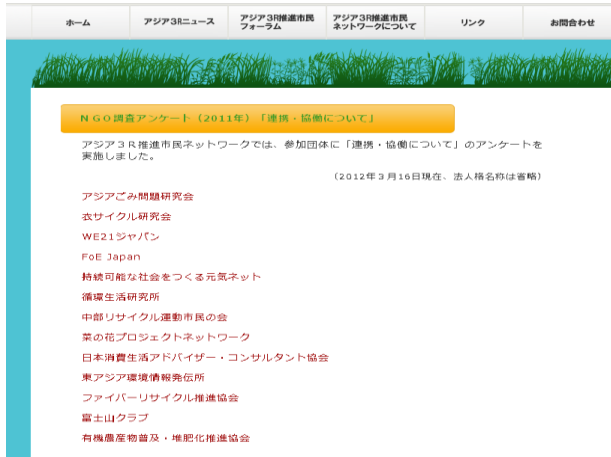 ホーム
アジア3Rニュース
アジア3R推進市民
フォーラム
アジア3R推進市民
ネットワークについて
リンク
お問合わせ
ＮＧＯ調査アンケート（2011年）「連携・協働について」
アジア３Ｒ推進市民ネットワークでは、参加団体に「連携・協働について」のアンケートを
実施しました。
（2012年３月16日現在、法人格名称は省略）
アジアごみ問題研究会
衣サイクル研究会
WE21ジャパン
FoE Japan
持続可能な社会をつくる元気ネット
循環生活研究所
中部リサイクル運動市民の会
菜の花プロジェクトネットワーク
日本消費生活アドバイザー・コンサルタント協会
東アジア環境情報発伝所
ファイバーリサイクル推進協会
富士山クラブ
有機農産物普及・堆肥化推進協会